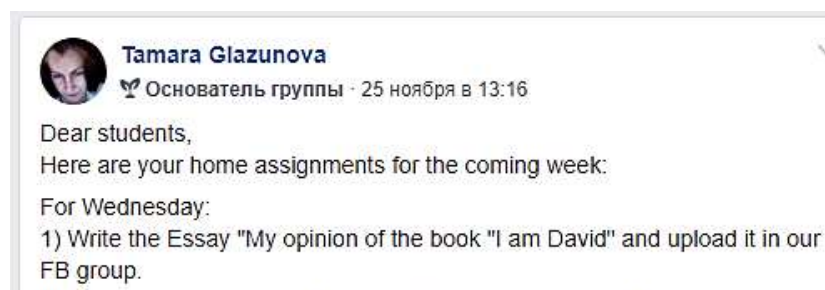 Tamara Glazunova
Основатель группы · 25 ноября в 13:16
Dear students,
Here are your home assignments for the coming week:
For Wednesday:
1) Write the Essay "My opinion of the book "I am David" and upload it in our
FB group.